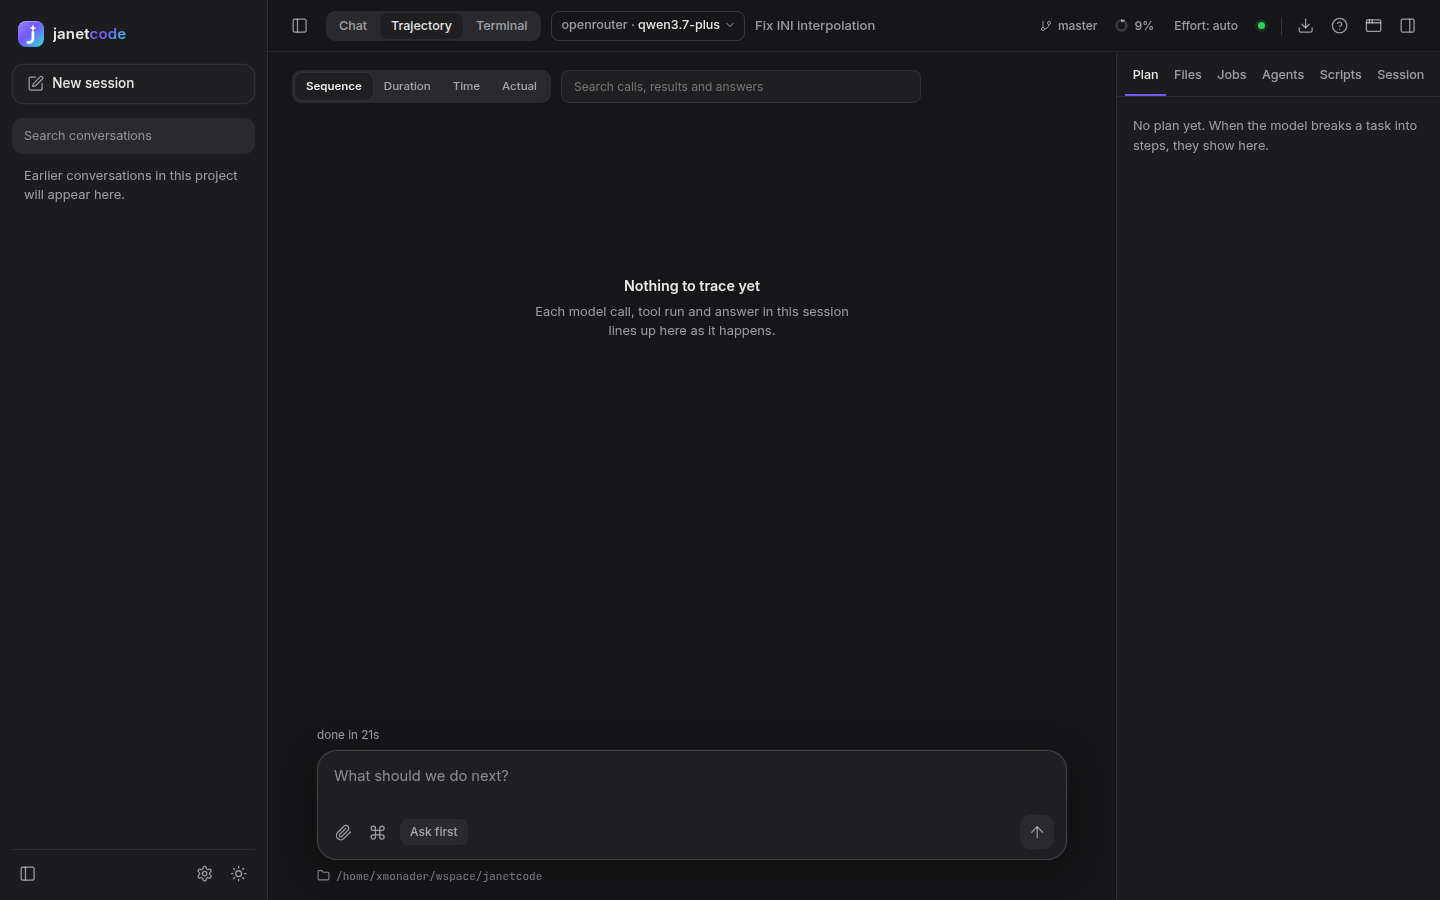 janetcode
New session
Search conversations
Earlier conversations in this project
will appear here.
Chat
Trajectory
Terminal
openrouter · qwen3.7-plus
Fix INI interpolation
master
9%
Effort: auto
Sequence
Duration
Time
Actual
Search calls, results and answers
Nothing to trace yet
Each model call, tool run and answer in this session
lines up here as it happens.
done in 21s
What should we do next?
Ask first
/home/xmonader/wspace/janetcode
Plan
Files
Jobs
Agents
Scripts
Session
No plan yet. When the model breaks a task into
steps, they show here.